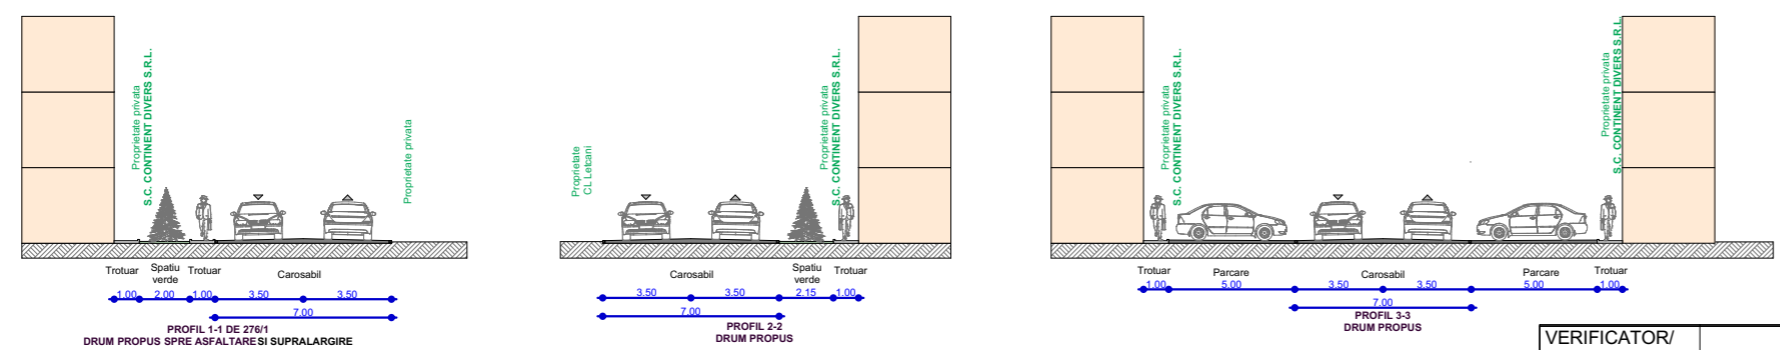 Proprietate privata
S.C. CONTINENT DIVERS S.R.L.
Proprietate privata
Trotuar
Spatiu
verde
Trotuar
Carosabil
1.00
2.00
1.00
3.50
3.50
7.00
PROFIL 1-1 DE 276/1
DRUM PROPUS SPRE ASFALTARE SI SUPRALARGIRE
Proprietate
CL Letcani
Proprietate privata
S.C. CONTINENT DIVERS S.R.L.
Carosabil
Spatiu
verde
Trotuar
3.50
3.50
2.15
1.00
7.00
PROFIL 2-2
DRUM PROPUS
Proprietate privata
S.C. CONTINENT DIVERS S.R.L.
Proprietate privata
S.C. CONTINENT DIVERS S.R.L.
Trotuar
Parcare
Carosabil
Parcare
Trotuar
1.00
5.00
3.50
3.50
5.00
1.00
7.00
PROFIL 3-3
DRUM PROPUS
VERIFICATOR/